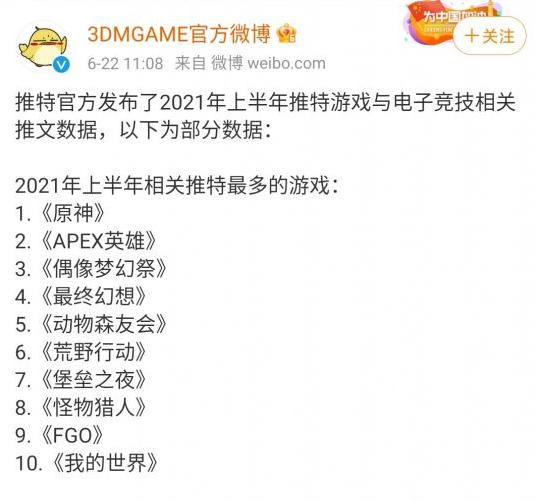 3DMGAME官方微博
为中国加油
+关注
6-22 11:08 来自 微博 weibo.com
推特官方发布了2021年上半年推特游戏与电子竞技相关
推文数据，以下为部分数据：
2021年上半年相关推特最多的游戏：
1.《原神》
2.《APEX英雄》
3.《偶像梦幻祭》
4.《最终幻想》
5.《动物森友会》
6.《荒野行动》
7.《堡垒之夜》
8.《怪物猎人》
9.《FGO》
10.《我的世界》